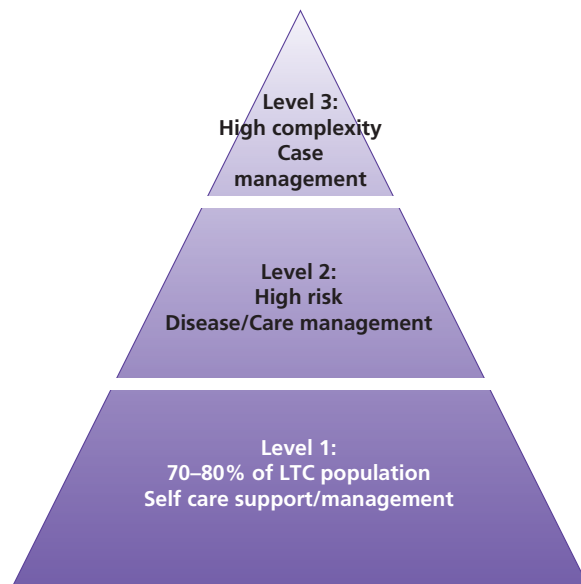 Level 3:
High complexity
Case
management
Level 2:
High risk
Disease/Care management
Level 1:
70–80% of LTC population
Self care support/management